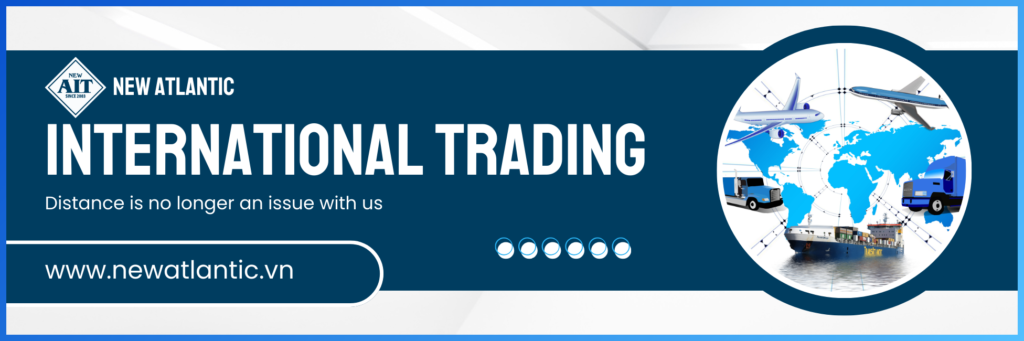 NEW
AIT
SINCE 2003
NEW ATLANTIC
INTERNATIONAL TRADING
Distance is no longer an issue with us
www.newatlantic.vn